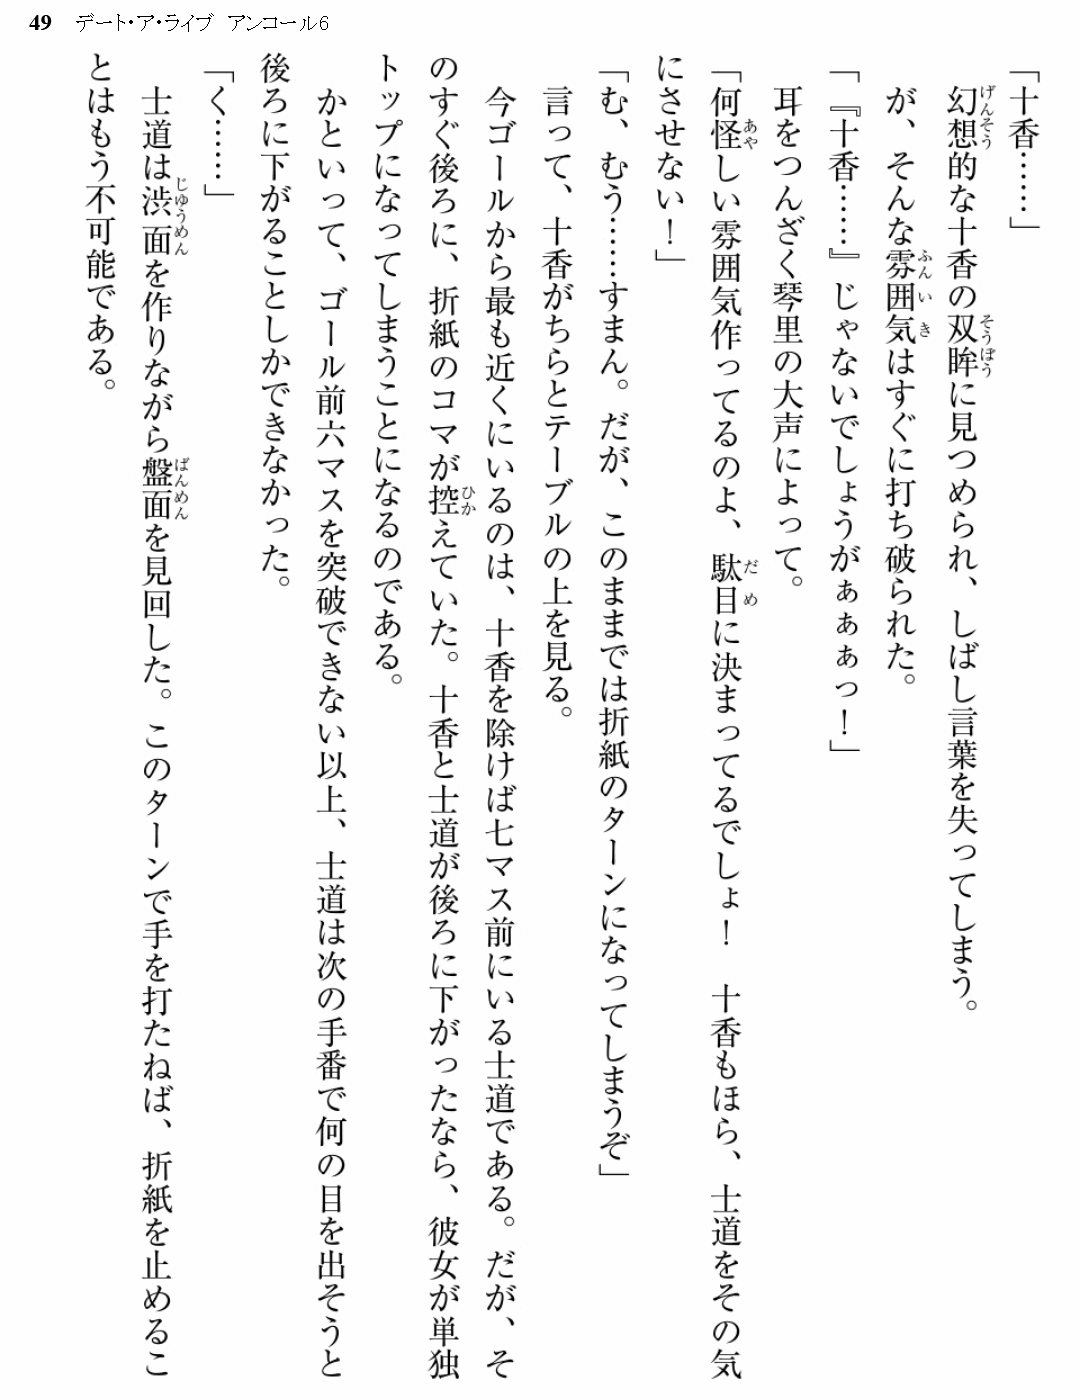 49 デート・ア・ライブ アンコール6
「十香……」
幻想的な十香の双眸に見つめられ、しばし言葉を失ってしまう。
が、そんな雰囲気はすぐに打ち破られた。
「『十香……』じゃないでしょうがぁぁぁっ！」
耳をつんざく琴里の大声によって。
「何怪しい雰囲気作ってるのよ、駄目に決まってるでしょ！　十香もほら、士道をその気
にさせない！」
「む、むう……すまん。だが、このままでは折紙のターンになってしまうぞ」
言って、十香がちらとテーブルの上を見る。
今ゴールから最も近くにいるのは、十香を除けば七マス前にいる士道である。だが、そ
のすぐ後ろに、折紙のコマが控えていた。十香と士道が後ろに下がったなら、彼女が単独
トップになってしまうことになるのである。
かといって、ゴール前六マスを突破できない以上、士道は次の手番で何の目を出そうと
後ろに下がることしかできなかった。
「く……」
士道は渋面を作りながら盤面を見回した。このターンで手を打たねば、折紙を止めるこ
とはもう不可能である。